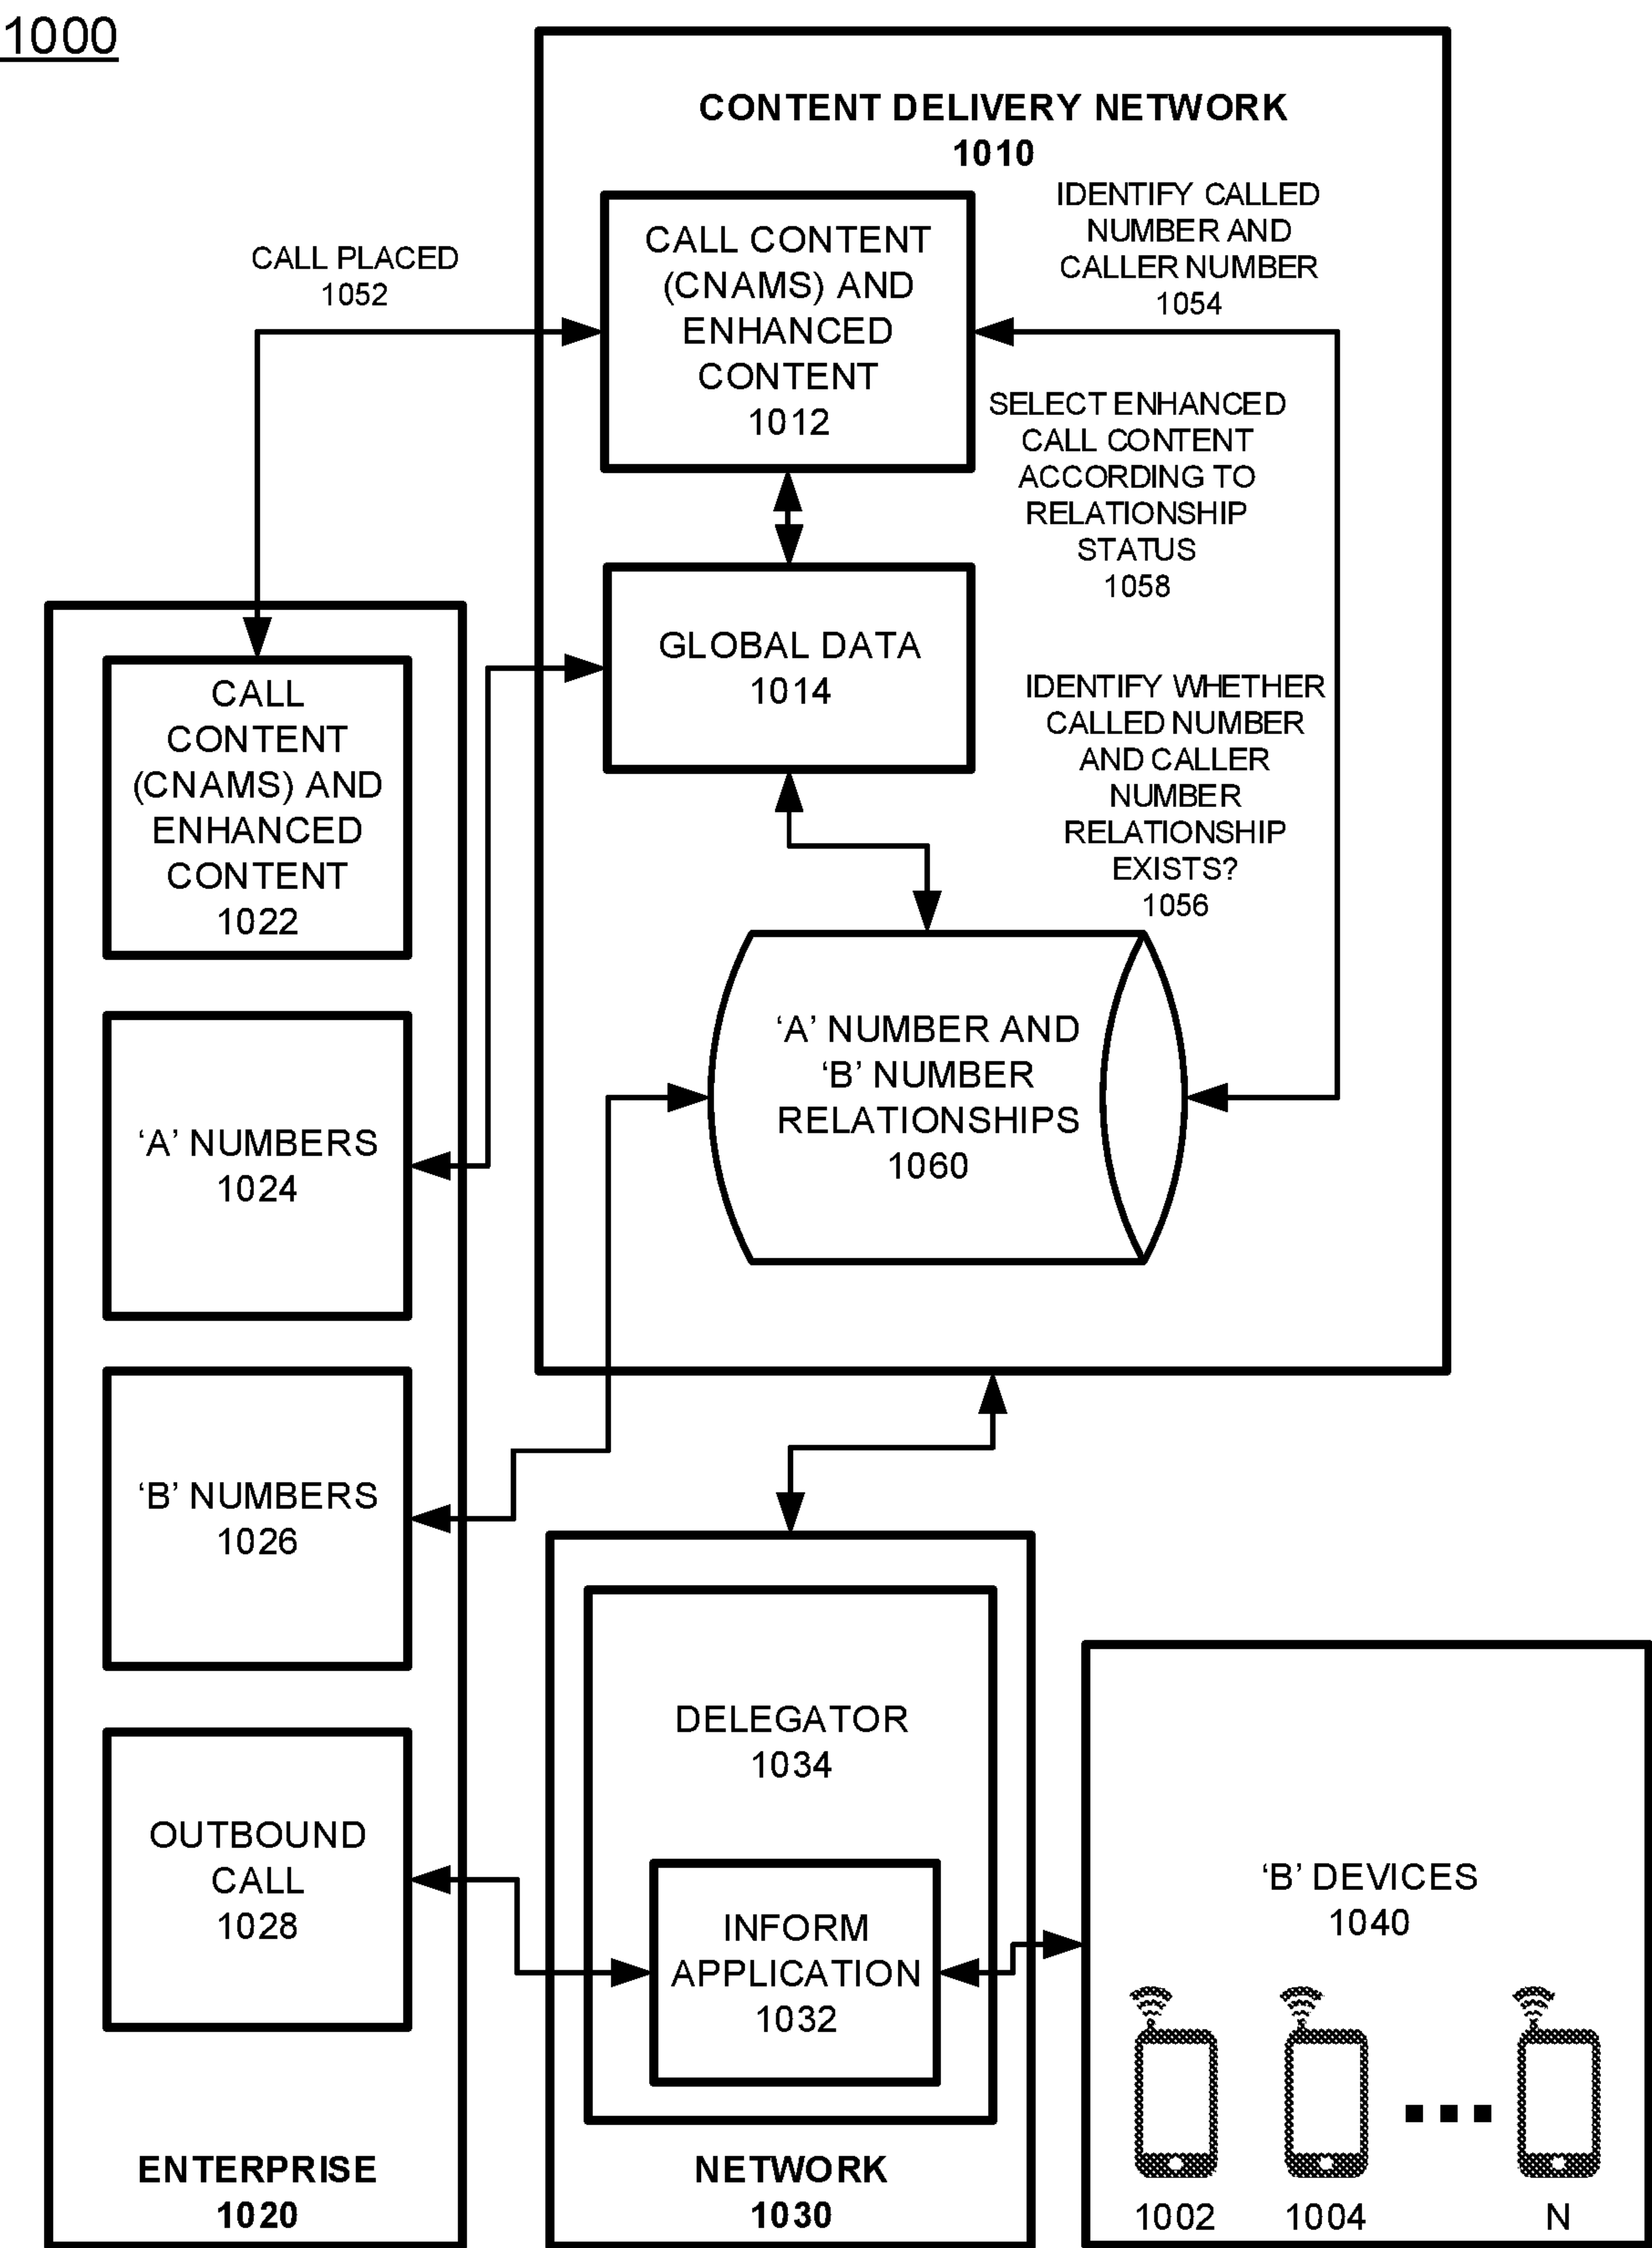 1000
CONTENT DELIVERY NETWORK
1010
CALL PLACED
1052
CALL CONTENT
(CNAMS) AND
ENHANCED
CONTENT
1012
IDENTIFY CALLED
NUMBER AND
CALLER NUMBER
1054
SELECT ENHANCED
CALL CONTENT
ACCORDING TO
RELATIONSHIP
STATUS
1058
GLOBAL DATA
1014
IDENTIFY WHETHER
CALLED NUMBER
AND CALLER
NUMBER
RELATIONSHIP
EXISTS?
1056
‘A’ NUMBER AND
‘B’ NUMBER
RELATIONSHIPS
1060
CALL
CONTENT
(CNAMS) AND
ENHANCED
CONTENT
1022
‘A’ NUMBERS
1024
‘B’ NUMBERS
1026
OUTBOUND
CALL
1028
ENTERPRISE
1020
DELEGATOR
1034
INFORM
APPLICATION
1032
NETWORK
1030
‘B’ DEVICES
1040
1002
1004
N